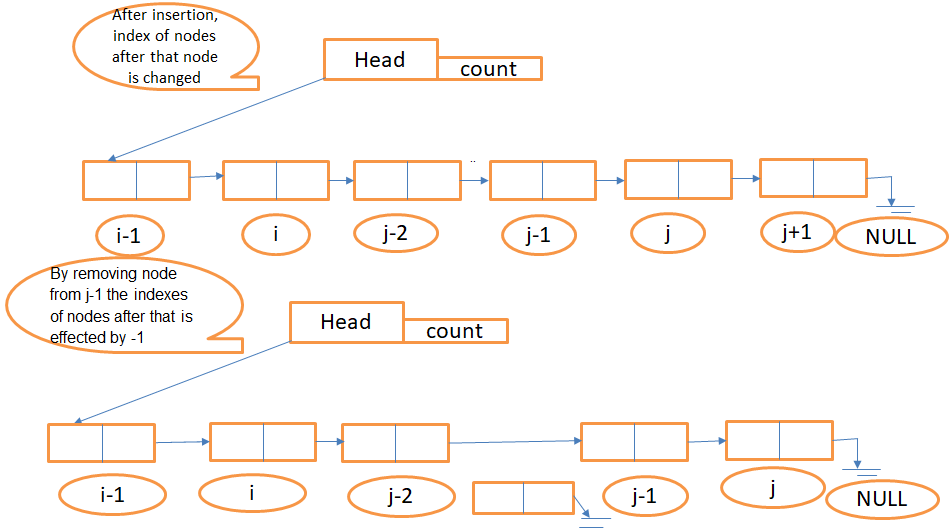 After insertion,
index of nodes
after that node
is changed
Head
count
..
i-1
i
j-2
j-1
j
j+1
NULL
By removing node
from j-1 the indexes
of nodes after that is
effected by -1
Head
count
i-1
i
j-2
j-1
j
NULL